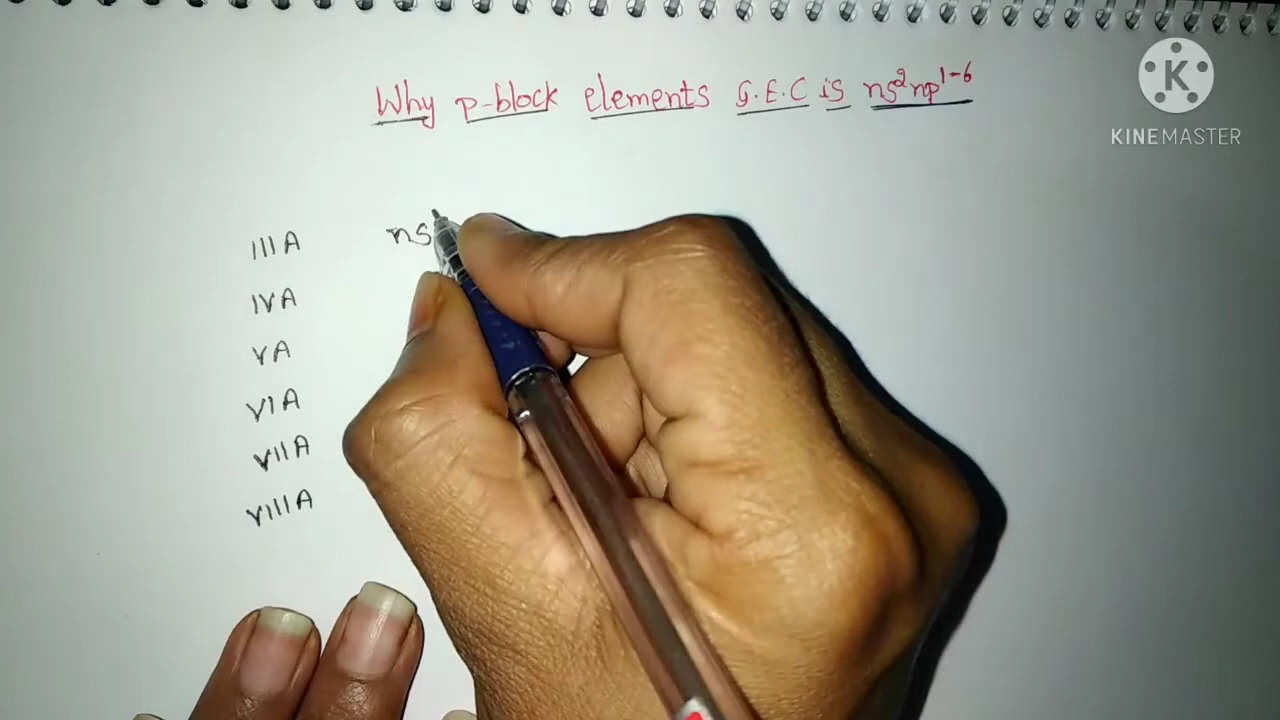 Why p-block elements G.E.C is ns²np¹⁻⁶
K
KINEMASTER
IIIA ns
IVA
VA
VIA
VIIA
VIIIA